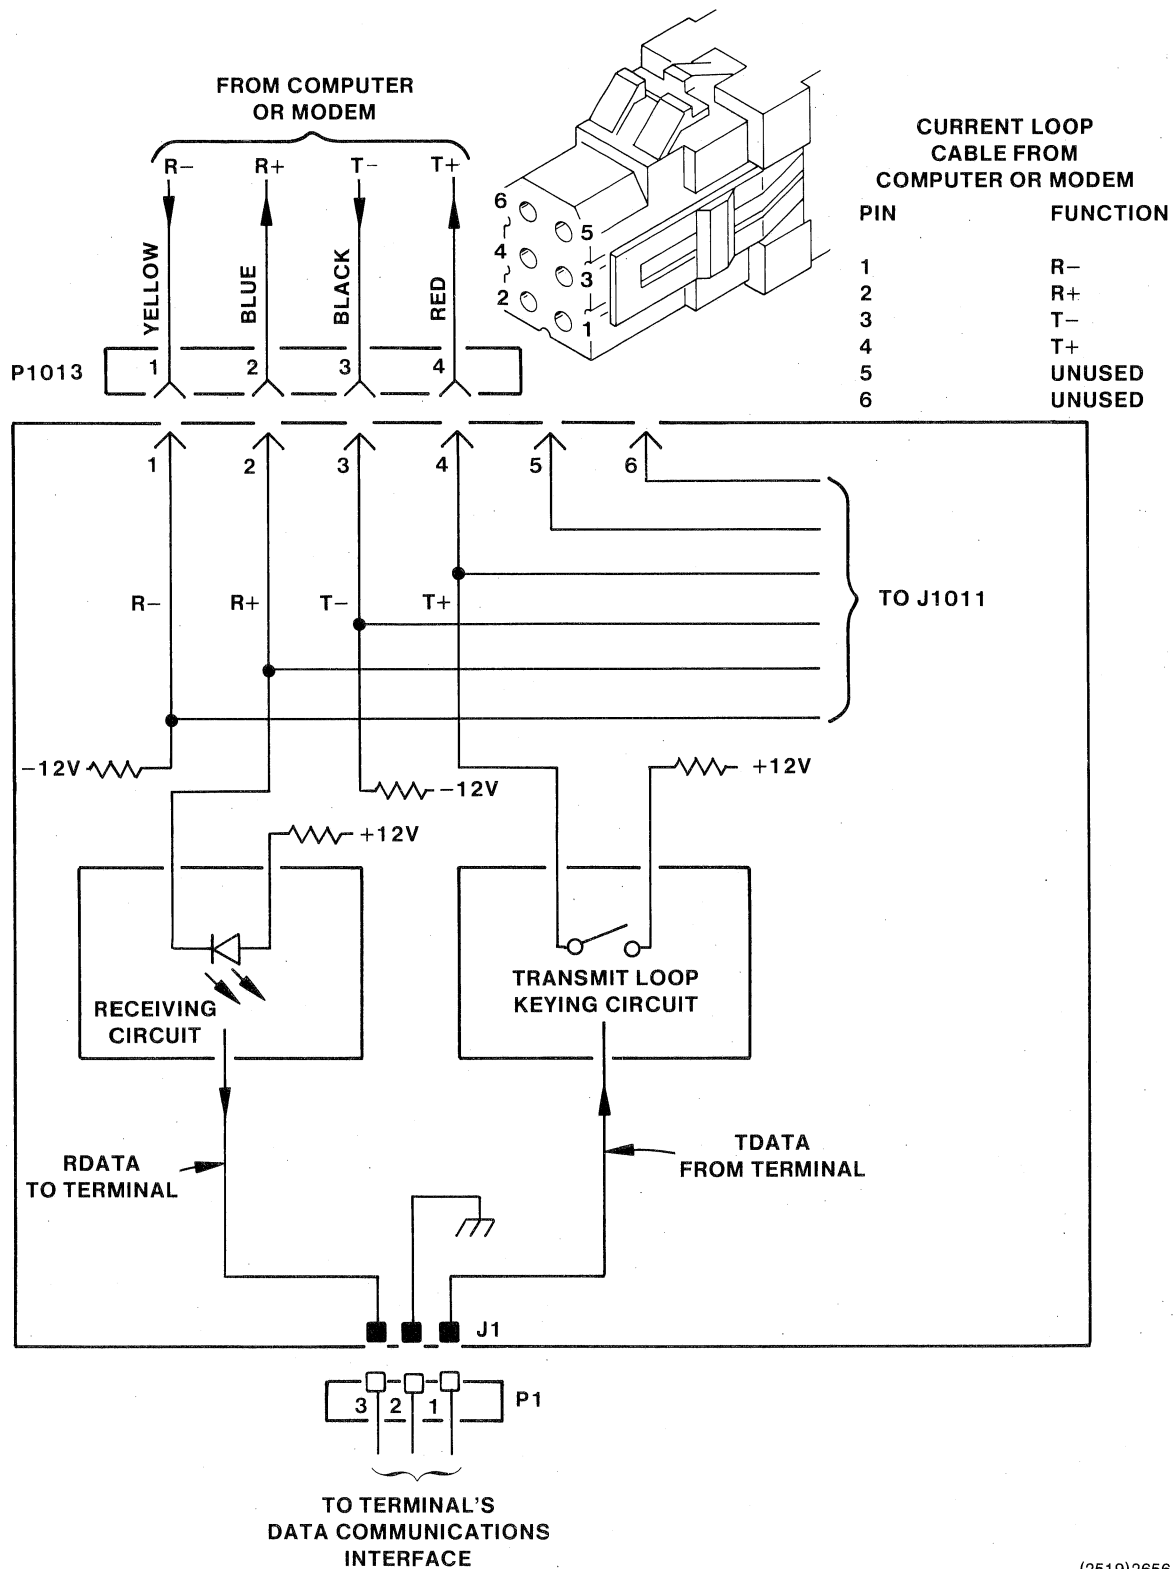 FROM COMPUTER
OR MODEM
R− R+ T− T+
YELLOW
BLUE
BLACK
RED
P1013
1 2 3 4
6
5
4
3
2
1
CURRENT LOOP
CABLE FROM
COMPUTER OR MODEM
PIN FUNCTION
1 R−
2 R+
3 T−
4 T+
5 UNUSED
6 UNUSED
1 2 3 4 5 6
R− R+ T− T+
TO J1011
−12V
−12V
+12V
+12V
RECEIVING
CIRCUIT
TRANSMIT LOOP
KEYING CIRCUIT
RDATA
TO TERMINAL
TDATA
FROM TERMINAL
J1
3 2 1
P1
TO TERMINAL'S
DATA COMMUNICATIONS
INTERFACE